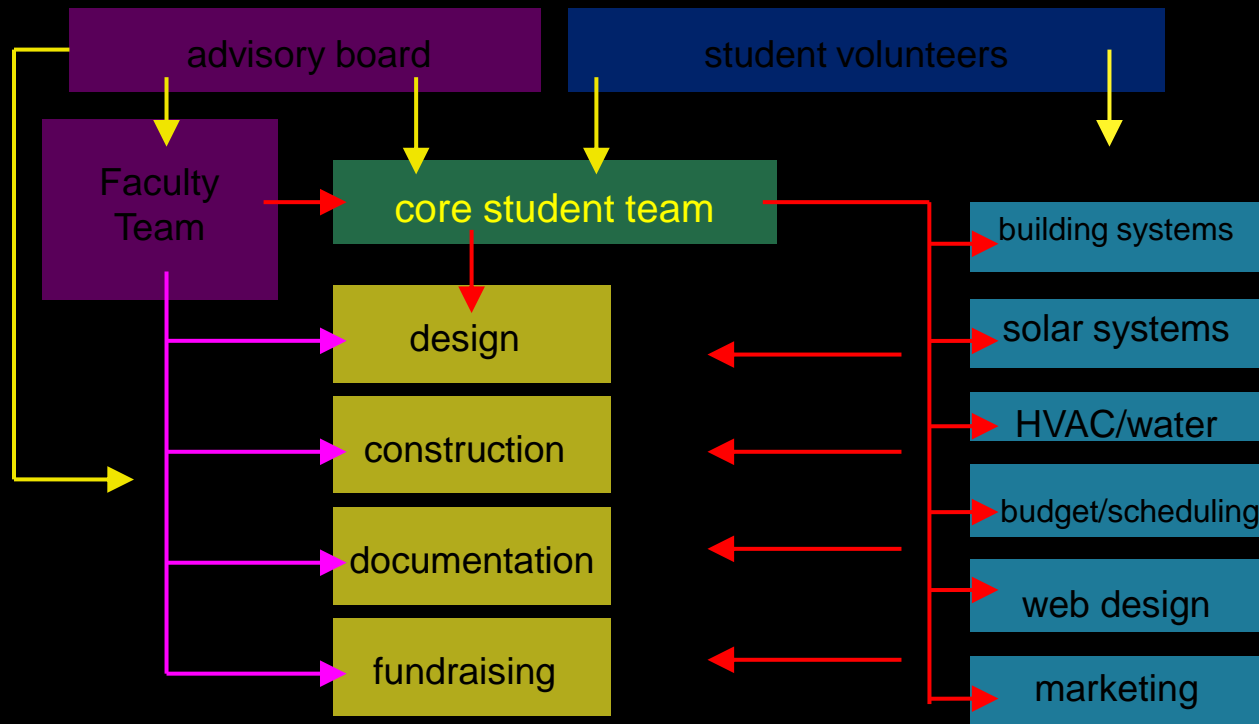 advisory board
student volunteers
Faculty
Team
core student team
building systems
design
solar systems
construction
HVAC/water
budget/scheduling
documentation
web design
fundraising
marketing